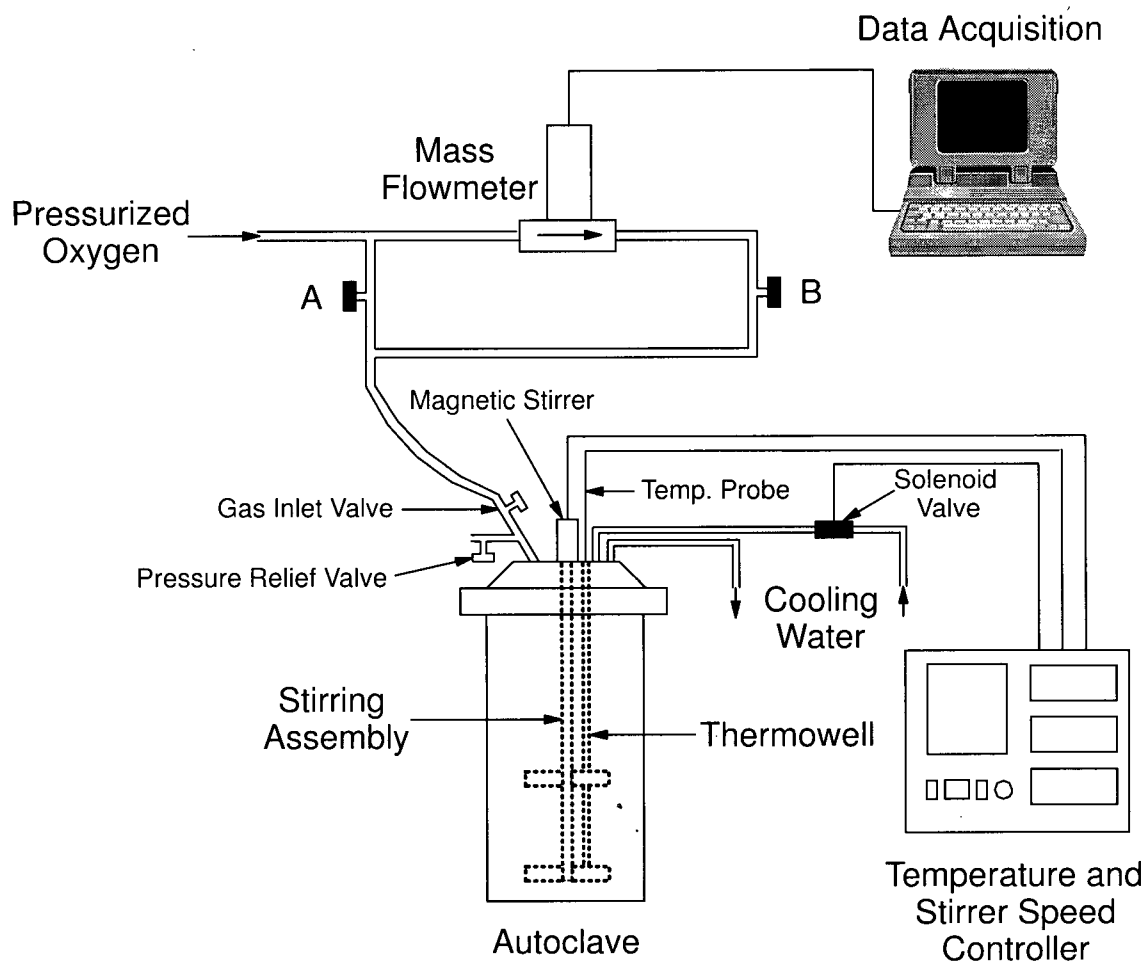 Data Acquisition
Mass
Flowmeter
Pressurized
Oxygen
A
B
Magnetic Stirrer
Gas Inlet Valve
Temp. Probe
Solenoid
Valve
Pressure Relief Valve
Cooling
Water
Stirring
Assembly
Thermowell
Autoclave
Temperature and
Stirrer Speed
Controller